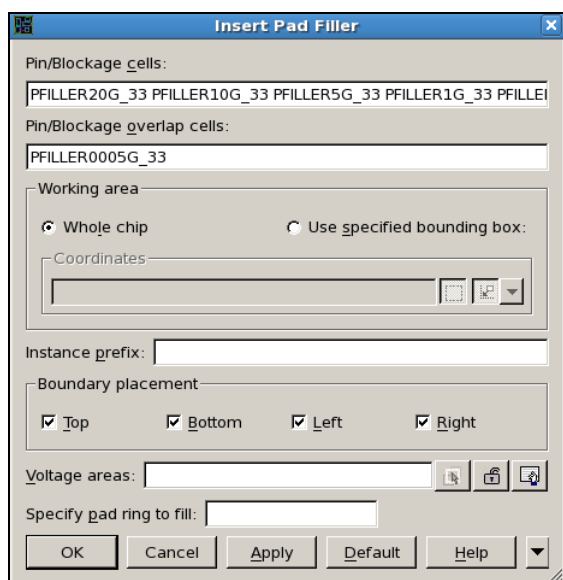 Insert Pad Filler
Pin/Blockage cells:
PFILLER20G_33 PFILLER10G_33 PFILLER5G_33 PFILLER1G_33
Pin/Blockage overlap cells:
PFILLER0005G_33
Working area
Whole chip Use specified bounding box:
Coordinates
Instance prefix:
Boundary placement
Top Bottom Left Right
Voltage areas:
Specify pad ring to fill:
OK Cancel Apply Default Help